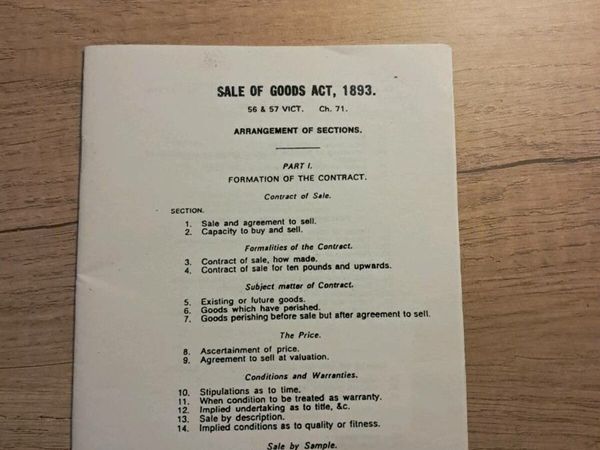 SALE OF GOODS ACT, 1893.
56 & 57 VICT. Ch. 71.
ARRANGEMENT OF SECTIONS.
PART I.
FORMATION OF THE CONTRACT.
Contract of Sale.
SECTION.
1. Sale and agreement to sell.
2. Capacity to buy and sell.
Formalities of the Contract.
3. Contract of sale, how made.
4. Contract of sale for ten pounds and upwards.
Subject matter of Contract.
5. Existing or future goods.
6. Goods which have perished.
7. Goods perishing before sale but after agreement to sell.
The Price.
8. Ascertainment of price.
9. Agreement to sell at valuation.
Conditions and Warranties.
10. Stipulations as to time.
11. When condition to be treated as warranty.
12. Implied undertaking as to title, &c.
13. Sale by description.
14. Implied conditions as to quality or fitness.
Sale by Sample.